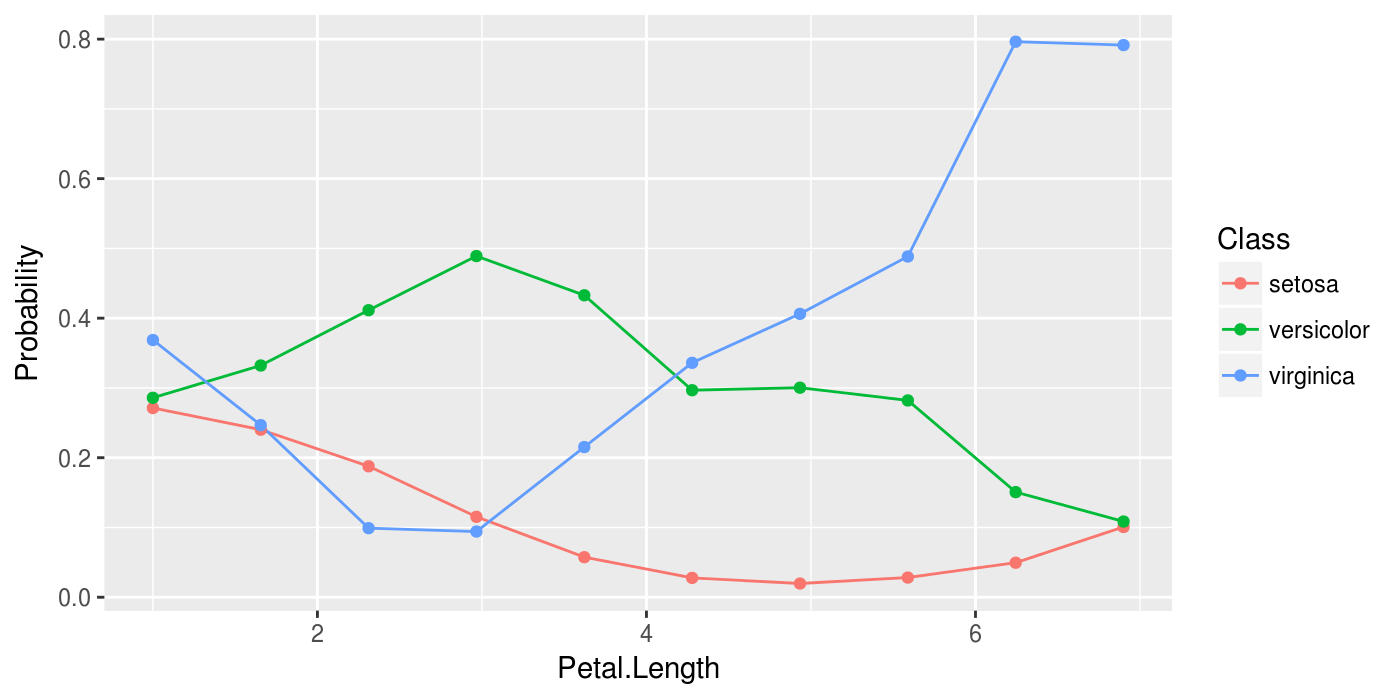 0.8
0.6
0.4
0.2
0.0
Probability
2 4 6
Petal.Length
Class
setosa
versicolor
virginica